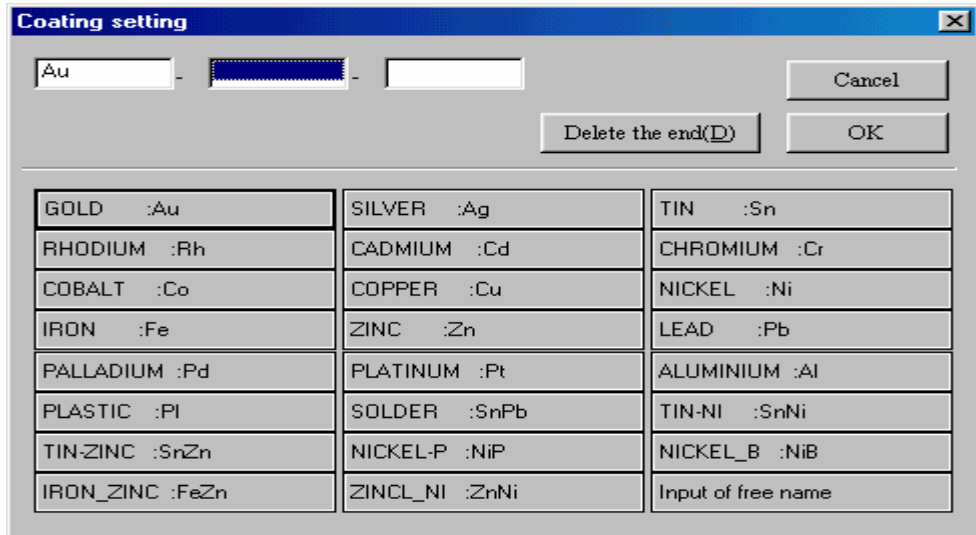 Coating setting
Au - -
Cancel
Delete the end(D) OK
GOLD :Au SILVER :Ag TIN :Sn
RHODIUM :Rh CADMIUM :Cd CHROMIUM :Cr
COBALT :Co COPPER :Cu NICKEL :Ni
IRON :Fe ZINC :Zn LEAD :Pb
PALLADIUM :Pd PLATINUM :Pt ALUMINIUM :Al
PLASTIC :Pl SOLDER :SnPb TIN-NI :SnNi
TIN-ZINC :SnZn NICKEL-P :NiP NICKEL_B :NiB
IRON_ZINC :FeZn ZINCL_NI :ZnNi Input of free name